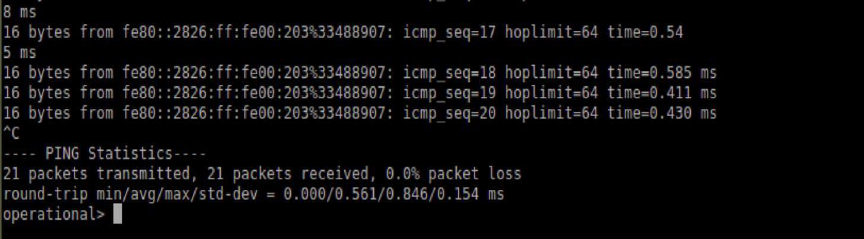 8 ms
16 bytes from fe80::2826:ff:fe00:203%33488907: icmp_seq=17 hoplimit=64 time=0.54
5 ms
16 bytes from fe80::2826:ff:fe00:203%33488907: icmp_seq=18 hoplimit=64 time=0.585 ms
16 bytes from fe80::2826:ff:fe00:203%33488907: icmp_seq=19 hoplimit=64 time=0.411 ms
16 bytes from fe80::2826:ff:fe00:203%33488907: icmp_seq=20 hoplimit=64 time=0.430 ms
^C
---- PING Statistics----
21 packets transmitted, 21 packets received, 0.0% packet loss
round-trip min/avg/max/std-dev = 0.000/0.561/0.846/0.154 ms
operational>